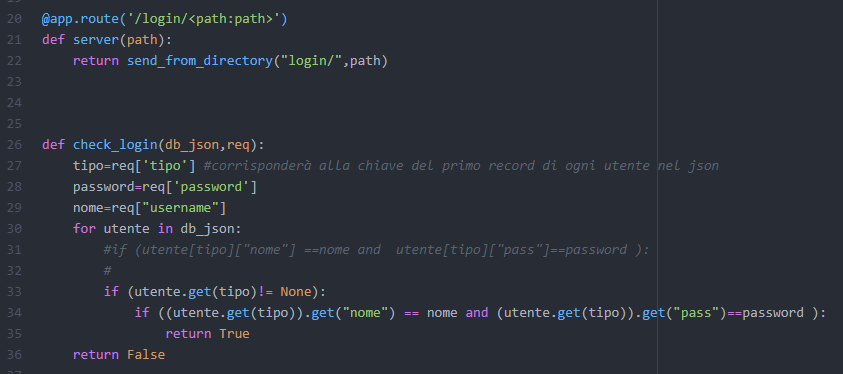 20 @app.route('/login/<path:path>')
21 def server(path):
22     return send_from_directory("login/",path)
23
24
25
26 def check_login(db_json,req):
27     tipo=req['tipo'] #corrisponderà alla chiave del primo record di ogni utente nel json
28     password=req['password']
29     nome=req["username"]
30     for utente in db_json:
31         #if (utente[tipo]["nome"] ==nome and  utente[tipo]["pass"]==password ):
32         #
33         if (utente.get(tipo)!= None):
34             if ((utente.get(tipo)).get("nome") == nome and (utente.get(tipo)).get("pass")==password ):
35                 return True
36     return False